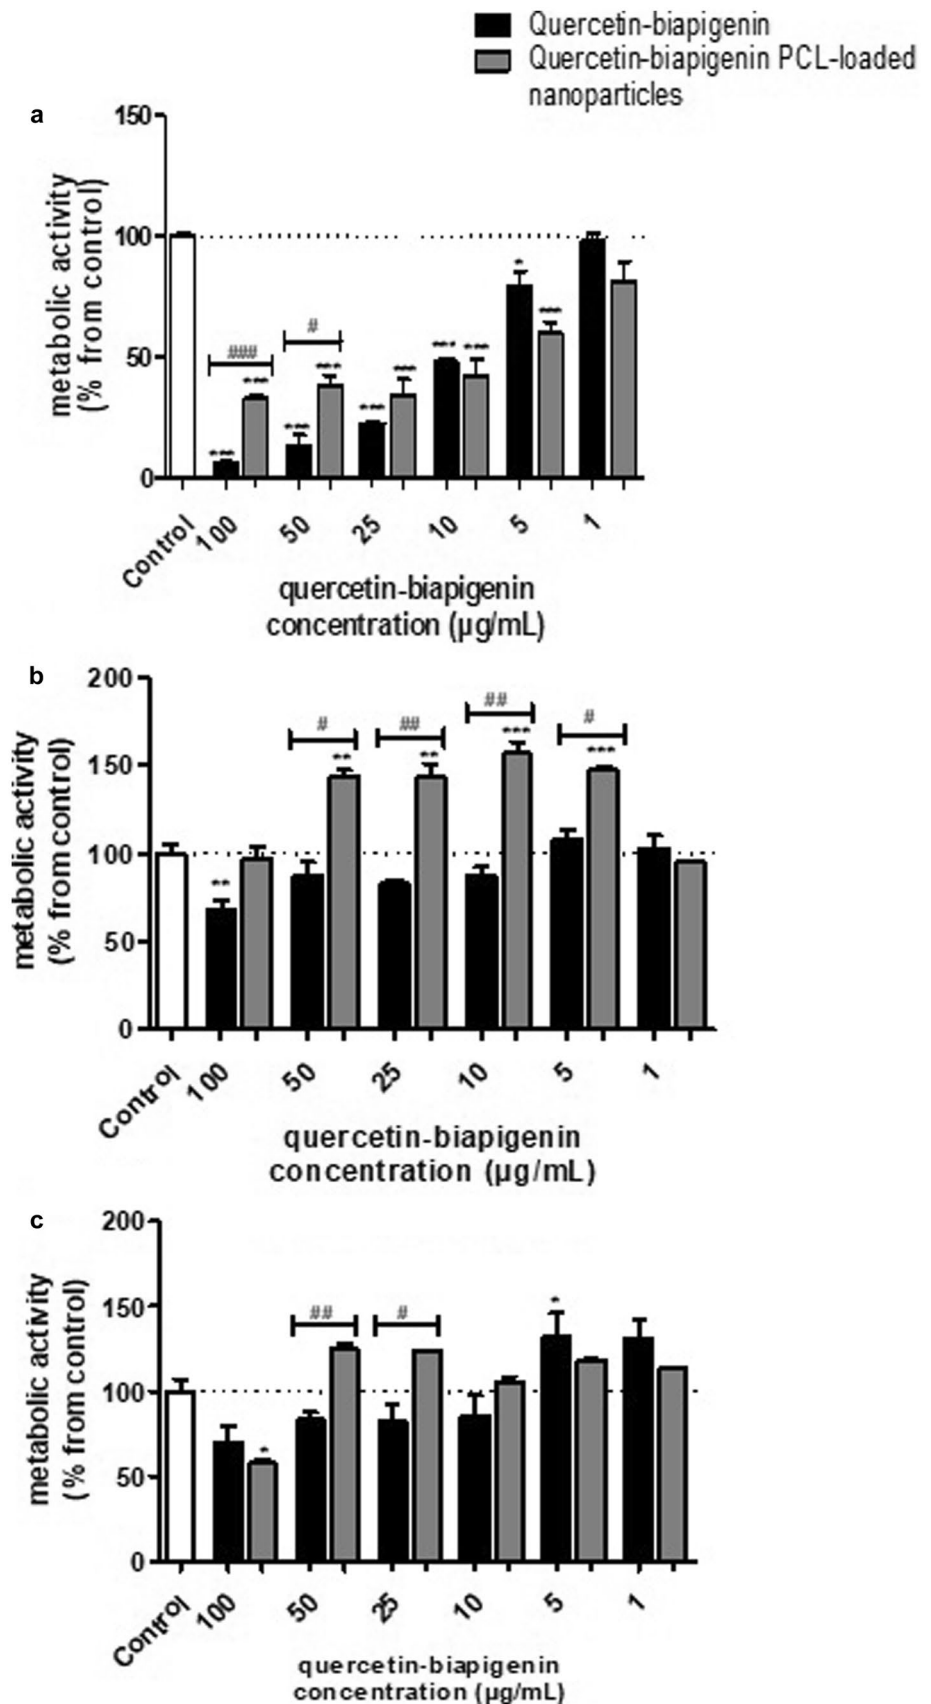 Quercetin-biapigenin
Quercetin-biapigenin PCL-loaded
nanoparticles
a
metabolic activity
(% from control)
150
100
50
0
###
#
***
***
***
***
***
***
***
***
*
***
Control
100
50
25
10
5
1
quercetin-biapigenin
concentration (µg/mL)
b
metabolic activity
(% from control)
200
150
100
50
0
#
##
##
#
**
**
**
***
***
Control
100
50
25
10
5
1
quercetin-biapigenin
concentration (µg/mL)
c
metabolic activity
(% from control)
200
150
100
50
0
##
#
*
*
Control
100
50
25
10
5
1
quercetin-biapigenin
concentration (µg/mL)